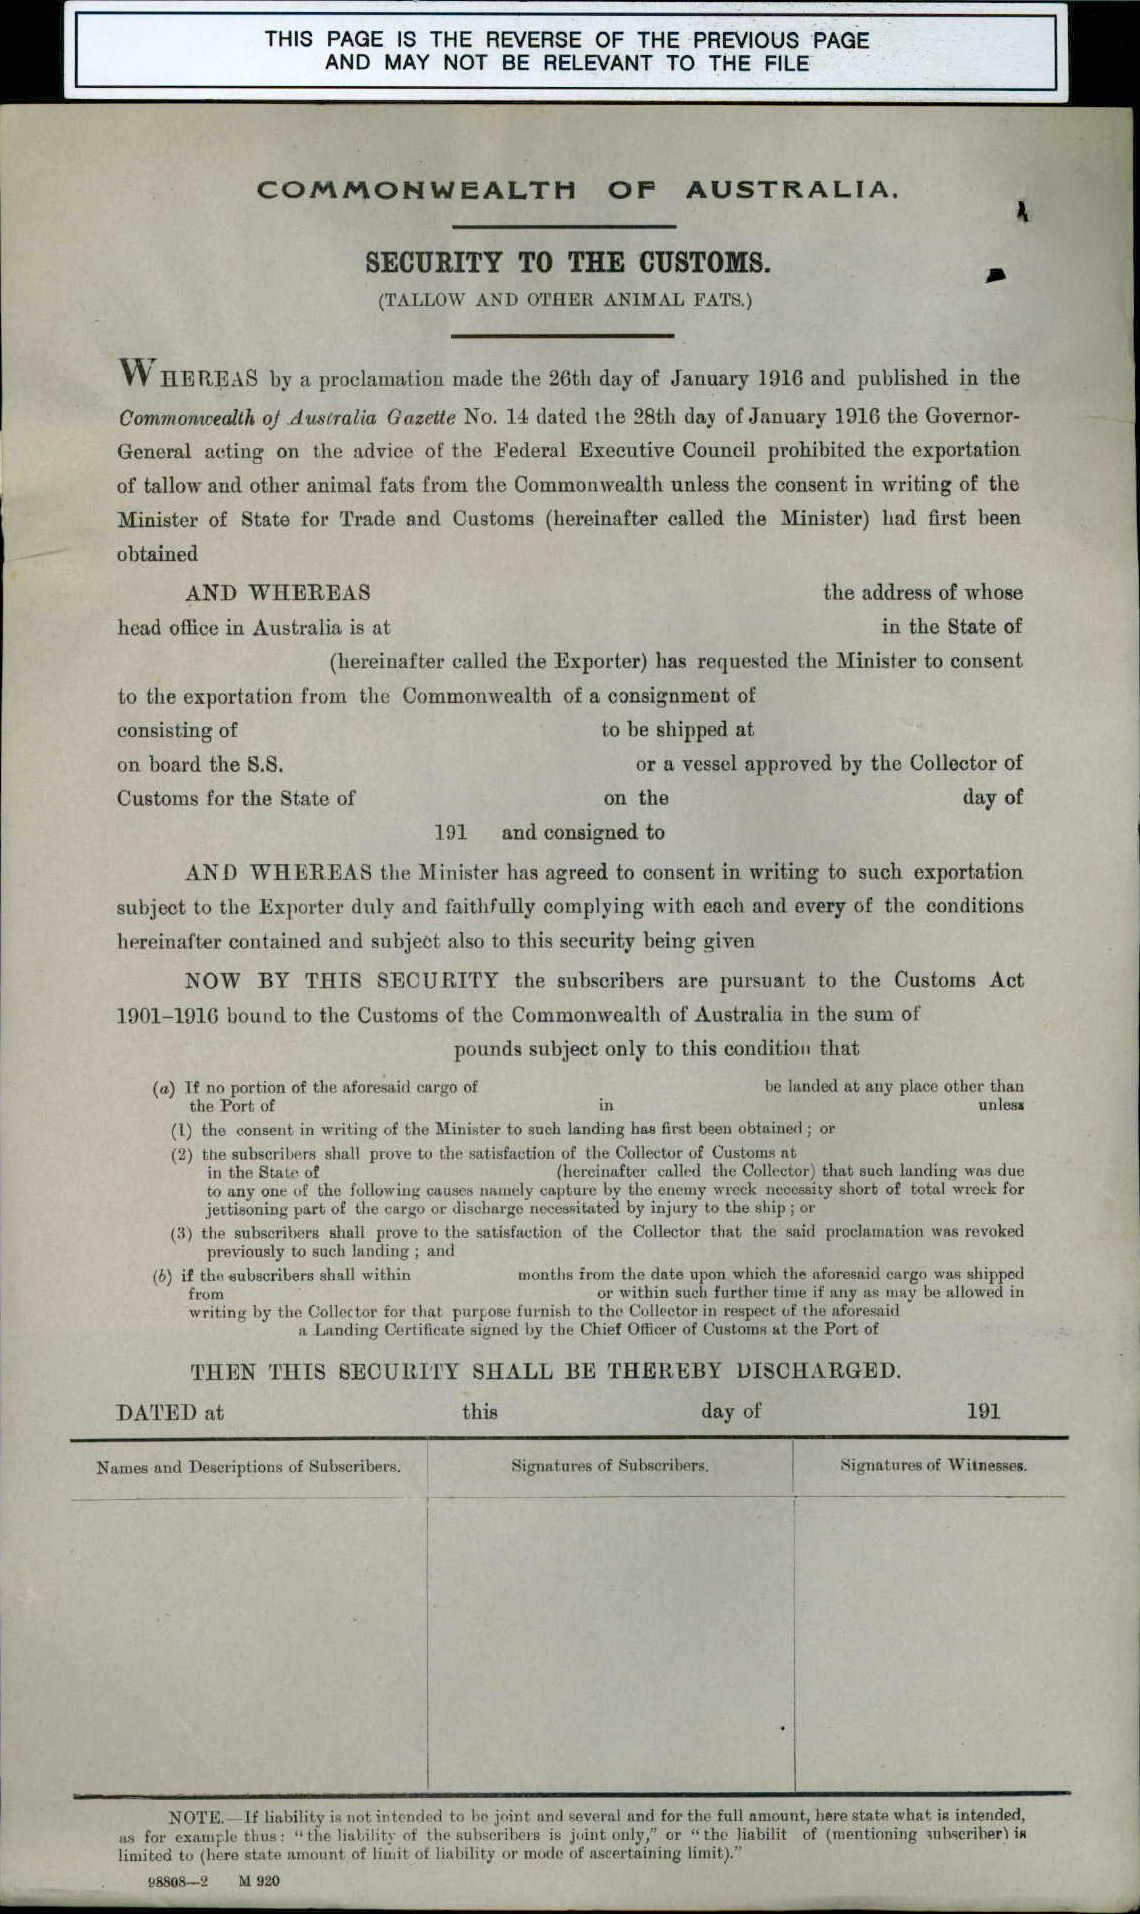 THIS PAGE IS THE REVERSE OF THE PREVIOUS PAGE
AND MAY NOT BE RELEVANT TO THE FILE
COMMONWEALTH OF AUSTRALIA.
SECURITY TO THE CUSTOMS.
(TALLOW AND OTHER ANIMAL FATS.)
WHEREAS by a proclamation made the 26th day of January 1916 and published in the
Commonwealth of Australia Gazette No. 14 dated the 28th day of January 1916 the Governor-
General acting on the advice of the Federal Executive Council prohibited the exportation
of tallow and other animal fats from the Commonwealth unless the consent in writing of the
Minister of State for Trade and Customs (hereinafter called the Minister) had first been
obtained
AND WHEREAS the address of whose
head office in Australia is at in the State of
(hereinafter called the Exporter) has requested the Minister to consent
to the exportation from the Commonwealth of a consignment of
consisting of to be shipped at
on board the S.S. or a vessel approved by the Collector of
Customs for the State of on the day of
191 and consigned to
AND WHEREAS the Minister has agreed to consent in writing to such exportation
subject to the Exporter duly and faithfully complying with each and every of the conditions
hereinafter contained and subject also to this security being given
NOW BY THIS SECURITY the subscribers are pursuant to the Customs Act
1901–1916 bound to the Customs of the Commonwealth of Australia in the sum of
pounds subject only to this condition that
(a) If no portion of the aforesaid cargo of be landed at any place other than
the Port of in unless
(1) the consent in writing of the Minister to such landing has first been obtained ; or
(2) the subscribers shall prove to the satisfaction of the Collector of Customs at
in the State of (hereinafter called the Collector) that such landing was due
to any one of the following causes namely capture by the enemy wreck necessity short of total wreck for
jettisoning part of the cargo or discharge necessitated by injury to the ship ; or
(3) the subscribers shall prove to the satisfaction of the Collector that the said proclamation was revoked
previously to such landing ; and
(b) if the subscribers shall within months from the date upon which the aforesaid cargo was shipped
from or within such further time if any as may be allowed in
writing by the Collector for that purpose furnish to the Collector in respect of the aforesaid
a Landing Certificate signed by the Chief Officer of Customs at the Port of
THEN THIS SECURITY SHALL BE THEREBY DISCHARGED.
DATED at this day of 191
Names and Descriptions of Subscribers. Signatures of Subscribers. Signatures of Witnesses.
NOTE.—If liability is not intended to be joint and several and for the full amount, here state what is intended,
as for example thus : “ the liability of the subscribers is joint only,” or “ the liabilit of (mentioning subscriber) is
limited to (here state amount of limit of liability or mode of ascertaining limit).”
98808—2 M 920